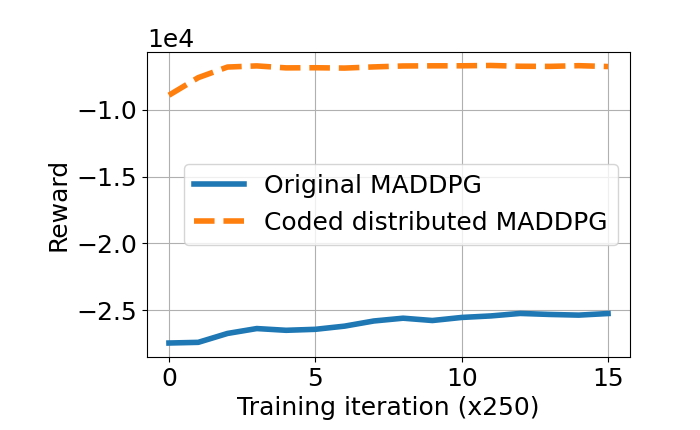 1e4
−1.0
−1.5
−2.0
−2.5
Reward
Original MADDPG
Coded distributed MADDPG
0 5 10 15
Training iteration (x250)